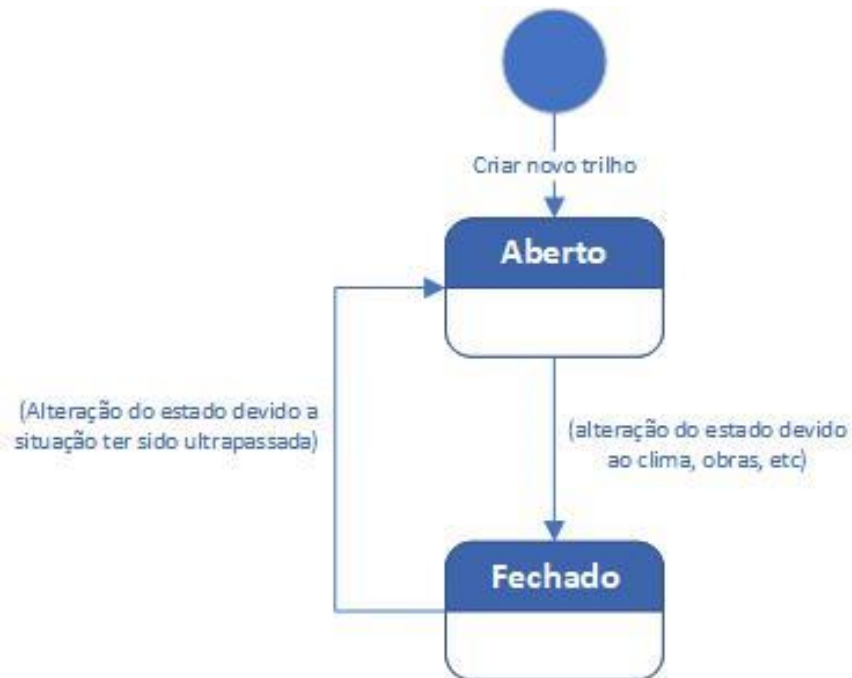 Criar novo trilho
Aberto
(Alteração do estado devido a
situação ter sido ultrapassada)
(alteração do estado devido
ao clima, obras, etc)
Fechado